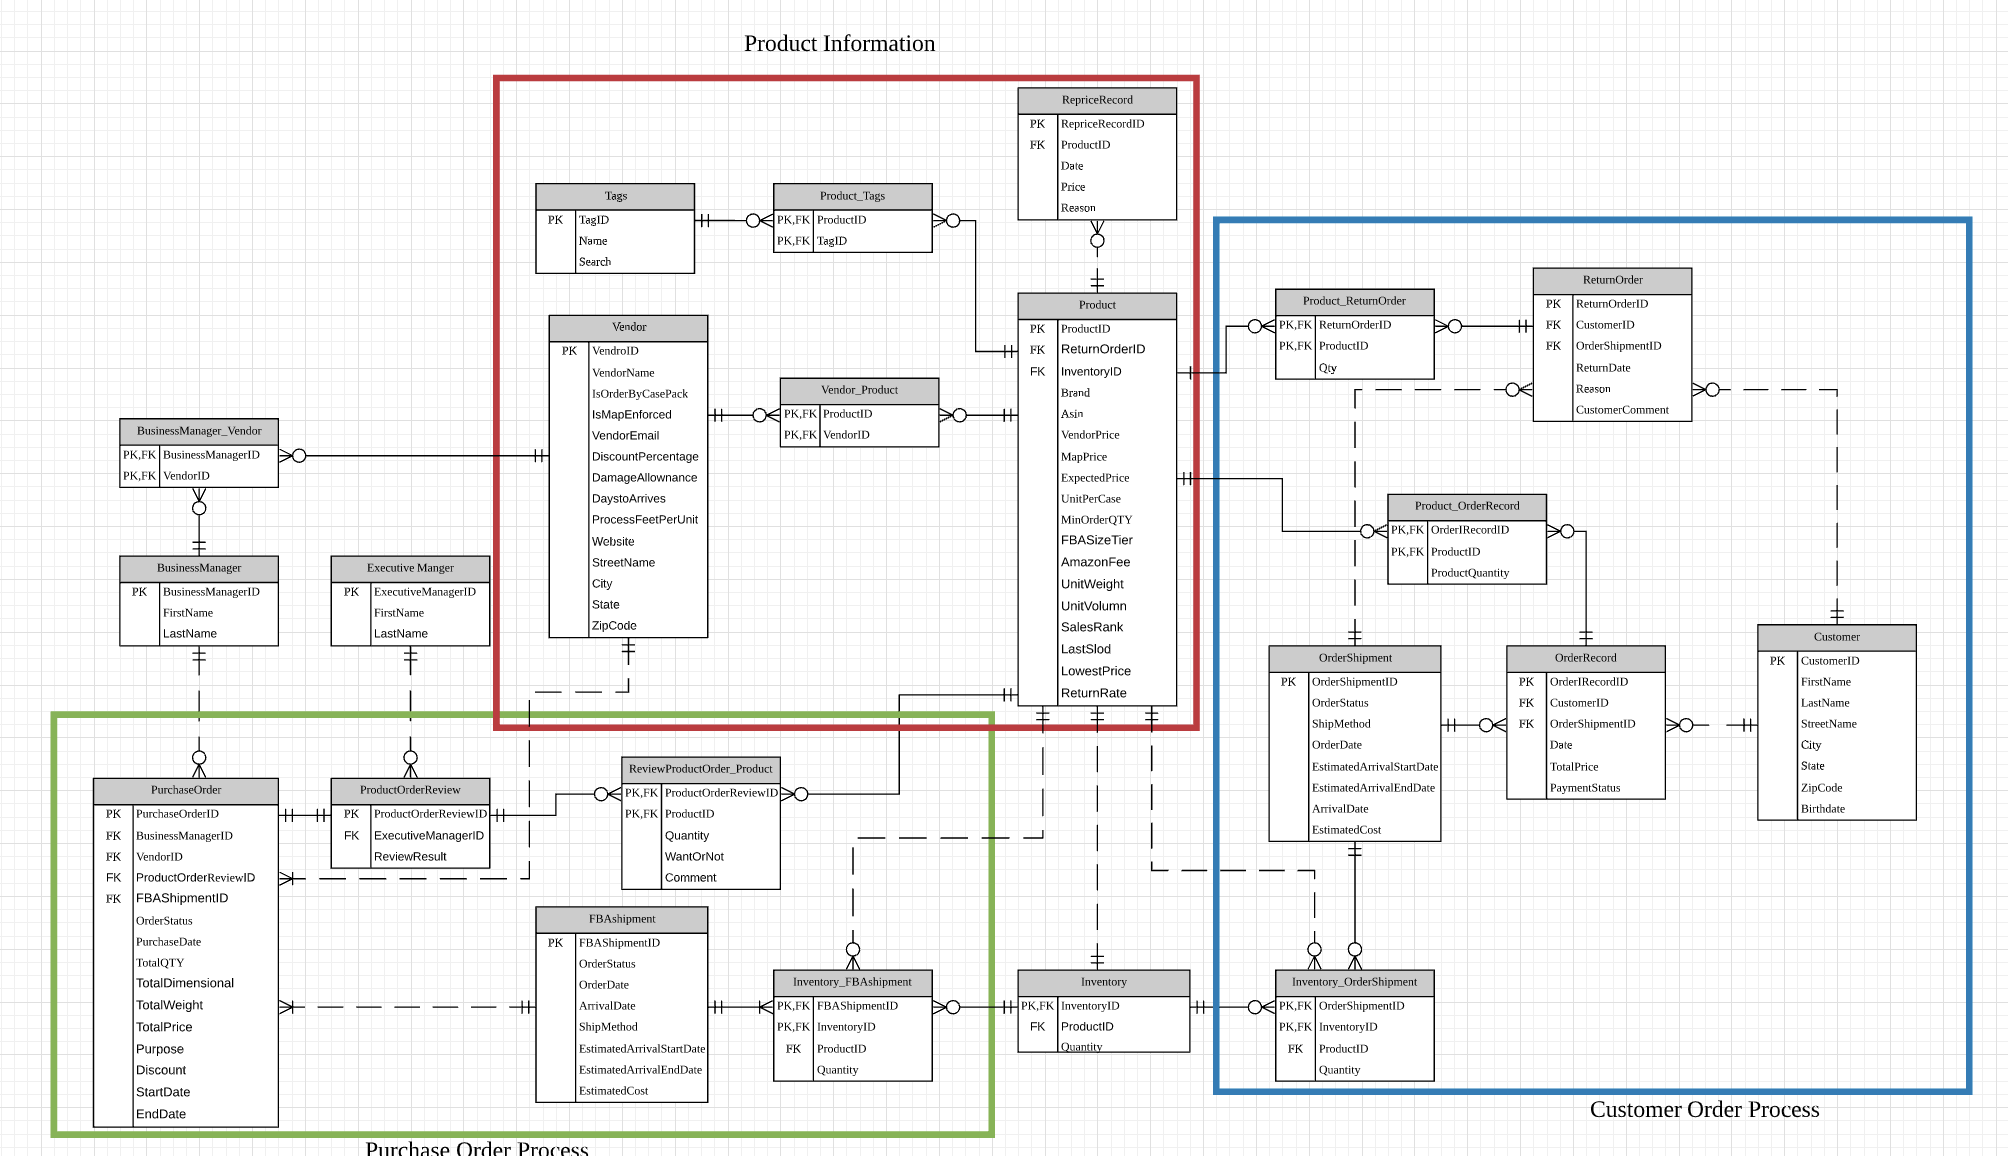 Product Information
RepriceRecord
PK RepriceRecordID
FK ProductID
Date
Price
Reason
Tags
PK TagID
Name
Search
Product_Tags
PK,FK ProductID
PK,FK TagID
Vendor
PK VendroID
VendorName
IsOrderByCasePack
IsMapEnforced
VendorEmail
DiscountPercentage
DamageAllownance
DaystoArrives
ProcessFeetPerUnit
Website
StreetName
City
State
ZipCode
Vendor_Product
PK,FK ProductID
PK,FK VendorID
Product
PK ProductID
FK ReturnOrderID
FK InventoryID
Brand
Asin
VendorPrice
MapPrice
ExpectedPrice
UnitPerCase
MinOrderQTY
FBASizeTier
AmazonFee
UnitWeight
UnitVolumn
SalesRank
LastSlod
LowestPrice
ReturnRate
Product_ReturnOrder
PK,FK ReturnOrderID
PK,FK ProductID
Qty
ReturnOrder
PK ReturnOrderID
FK CustomerID
FK OrderShipmentID
ReturnDate
Reason
CustomerComment
Product_OrderRecord
PK,FK OrderIRecordID
PK,FK ProductID
ProductQuantity
BusinessManager_Vendor
PK,FK BusinessManagerID
PK,FK VendorID
BusinessManager
PK BusinessManagerID
FirstName
LastName
Executive Manger
PK ExecutiveManagerID
FirstName
LastName
OrderShipment
PK OrderShipmentID
OrderStatus
ShipMethod
OrderDate
EstimatedArrivalStartDate
EstimatedArrivalEndDate
ArrivalDate
EstimatedCost
OrderRecord
PK OrderIRecordID
FK CustomerID
FK OrderShipmentID
Date
TotalPrice
PaymentStatus
Customer
PK CustomerID
FirstName
LastName
StreetName
City
State
ZipCode
Birthdate
PurchaseOrder
PK PurchaseOrderID
FK BusinessManagerID
FK VendorID
FK ProductOrderReviewID
FK FBAShipmentID
OrderStatus
PurchaseDate
TotalQTY
TotalDimensional
TotalWeight
TotalPrice
Purpose
Discount
StartDate
EndDate
ProductOrderReview
PK ProductOrderReviewID
FK ExecutiveManagerID
ReviewResult
ReviewProductOrder_Product
PK,FK ProductOrderReviewID
PK,FK ProductID
Quantity
WantOrNot
Comment
FBAshipment
PK FBAShipmentID
OrderStatus
OrderDate
ArrivalDate
ShipMethod
EstimatedArrivalStartDate
EstimatedArrivalEndDate
EstimatedCost
Inventory_FBAshipment
PK,FK FBAShipmentID
PK,FK InventoryID
FK ProductID
Quantity
Inventory
PK,FK InventoryID
FK ProductID
Quantity
Inventory_OrderShipment
PK,FK OrderShipmentID
PK,FK InventoryID
FK ProductID
Quantity
Customer Order Process
Purchase Order Process